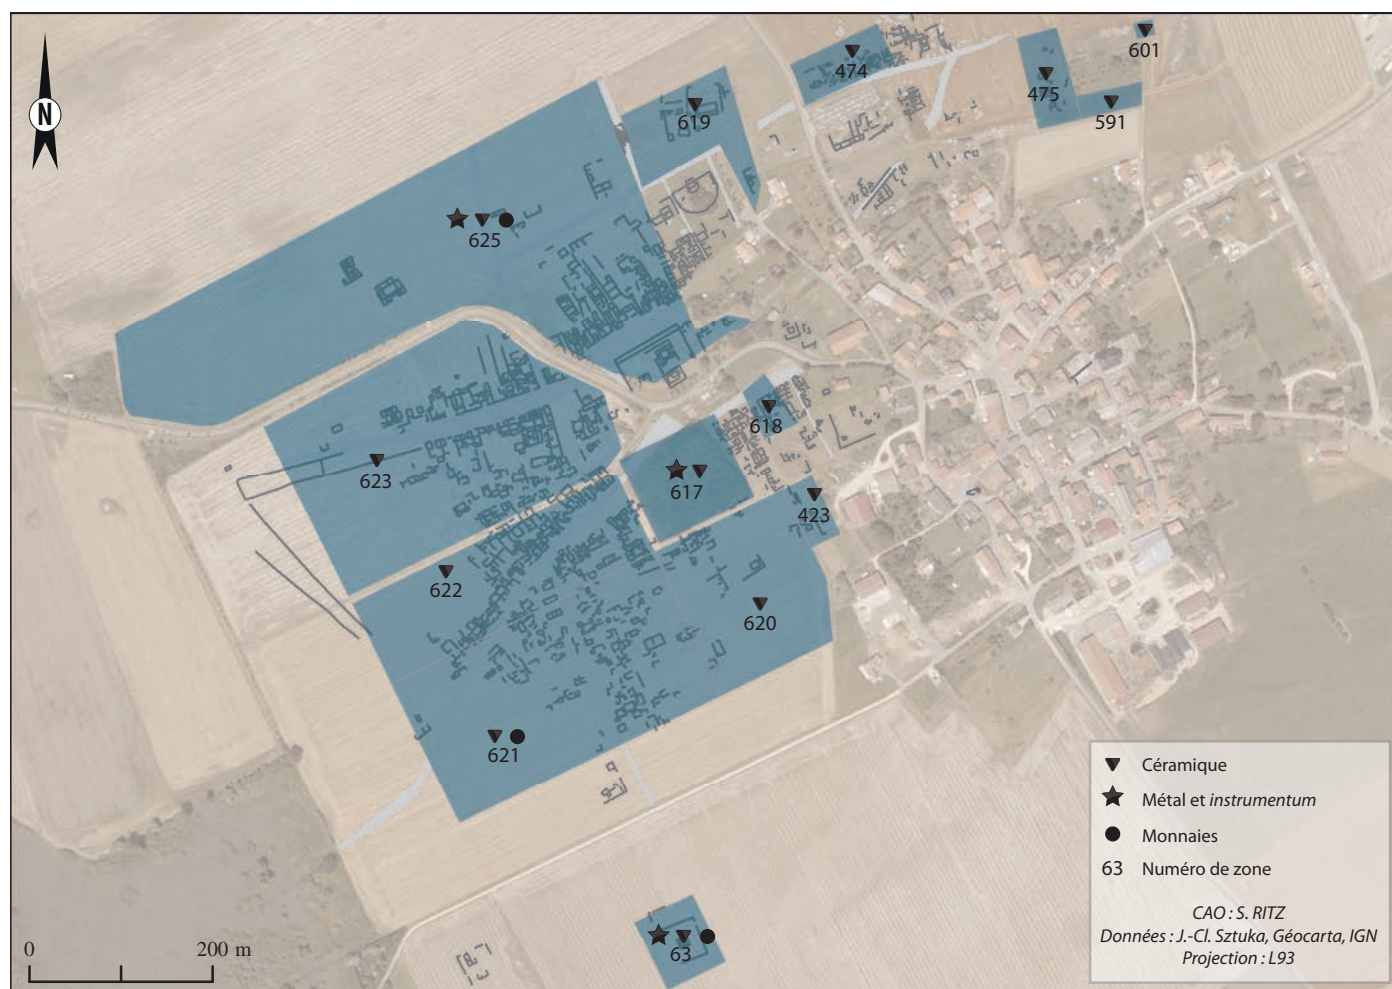 N
601
474
475
591
619
625
618
623
617
423
622
620
621
63
0 200 m
Céramique
Métal et instrumentum
Monnaies
63 Numéro de zone
CAO : S. RITZ
Données : J.-Cl. Sztuka, Géocarta, IGN
Projection : L93